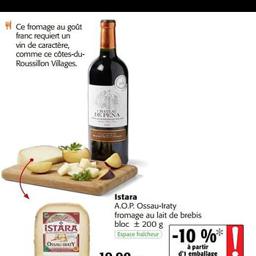 Ce fromage au goût
franc requiert un
vin de caractère,
comme ce côtes-du-
Roussillon Villages.
CHATEAU
DE PENA
ISTARA
OSSAU-IRATY
Istara
A.O.P. Ossau-Iraty
fromage au lait de brebis
bloc ± 200 g
Espace fraîcheur
-10 %*
à partir
d'1 emballage
!